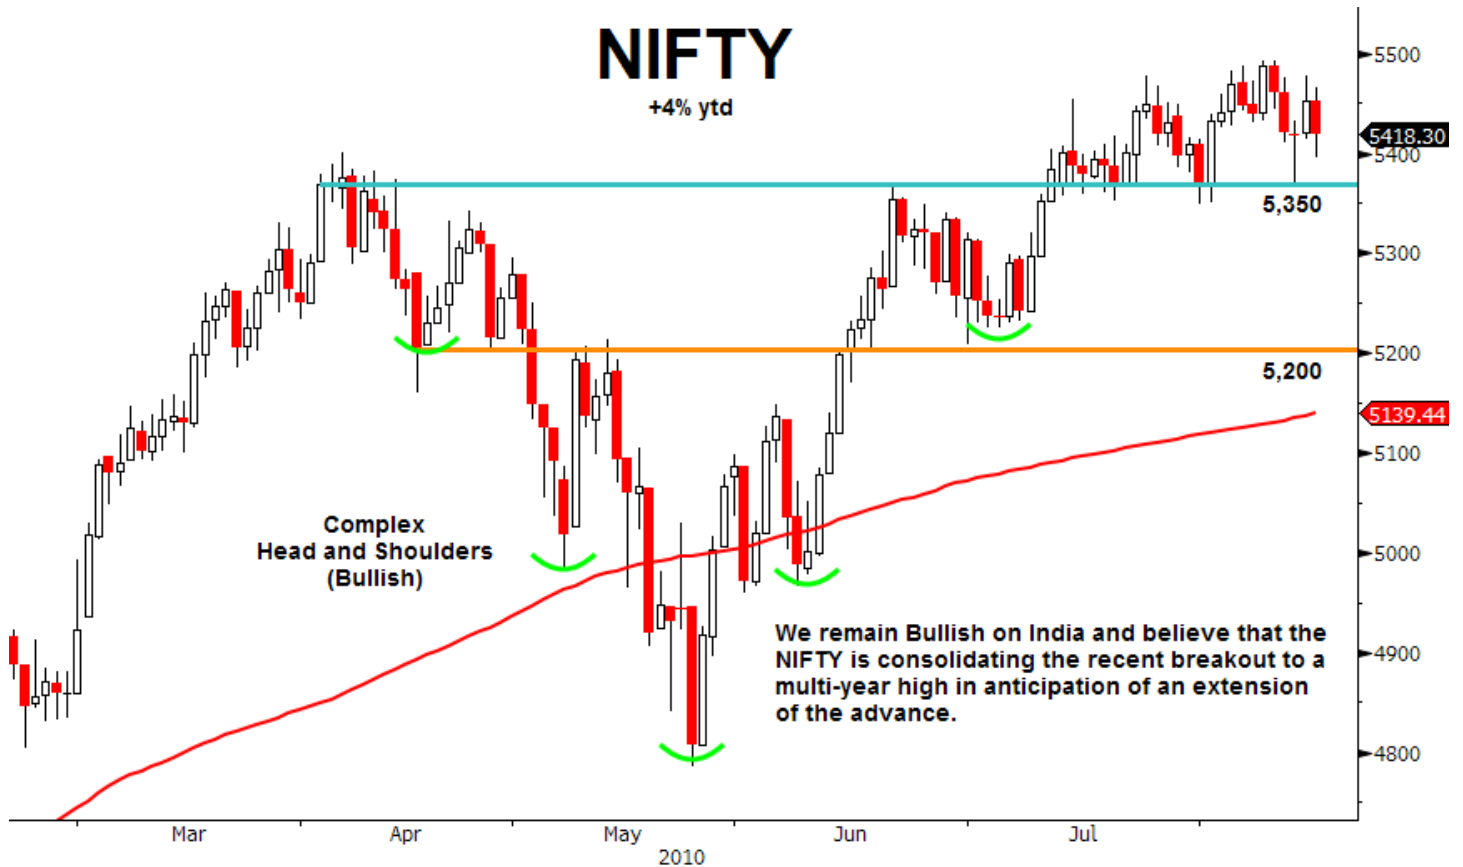 NIFTY
+4% ytd
5500
5418.30
5400
5,350
5300
5200
5,200
5139.44
5100
Complex
Head and Shoulders
(Bullish)
5000
We remain Bullish on India and believe that the
NIFTY is consolidating the recent breakout to a
multi-year high in anticipation of an extension
of the advance.
4900
4800
Mar
Apr
May
Jun
Jul
2010